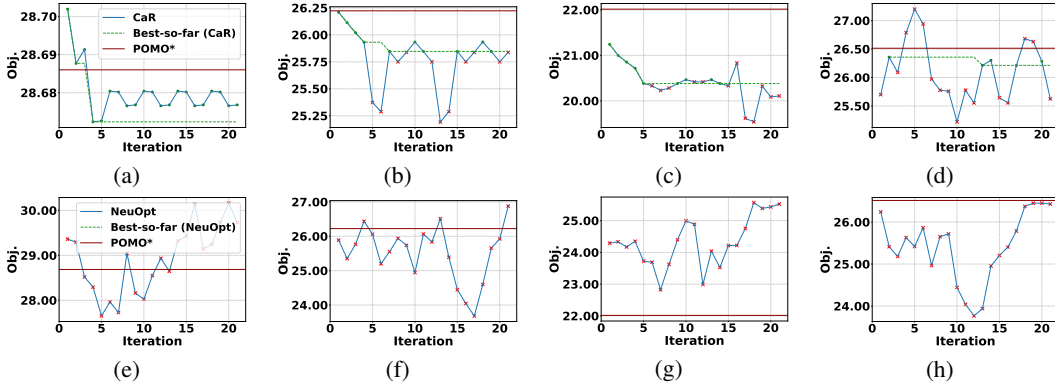 28.70
28.69
28.68
Obj.
CaR
Best-so-far (CaR)
POMO*
0 5 10 15 20
Iteration
(a)
26.25
26.00
25.75
25.50
25.25
Obj.
0 5 10 15 20
Iteration
(b)
22.00
21.00
20.00
Obj.
0 5 10 15 20
Iteration
(c)
27.00
26.50
26.00
25.50
Obj.
0 5 10 15 20
Iteration
(d)
30.00
29.00
28.00
Obj.
NeuOpt
Best-so-far (NeuOpt)
POMO*
0 5 10 15 20
Iteration
(e)
27.00
26.00
25.00
24.00
Obj.
0 5 10 15 20
Iteration
(f)
25.00
24.00
23.00
22.00
Obj.
0 5 10 15 20
Iteration
(g)
26.00
25.00
24.00
Obj.
0 5 10 15 20
Iteration
(h)